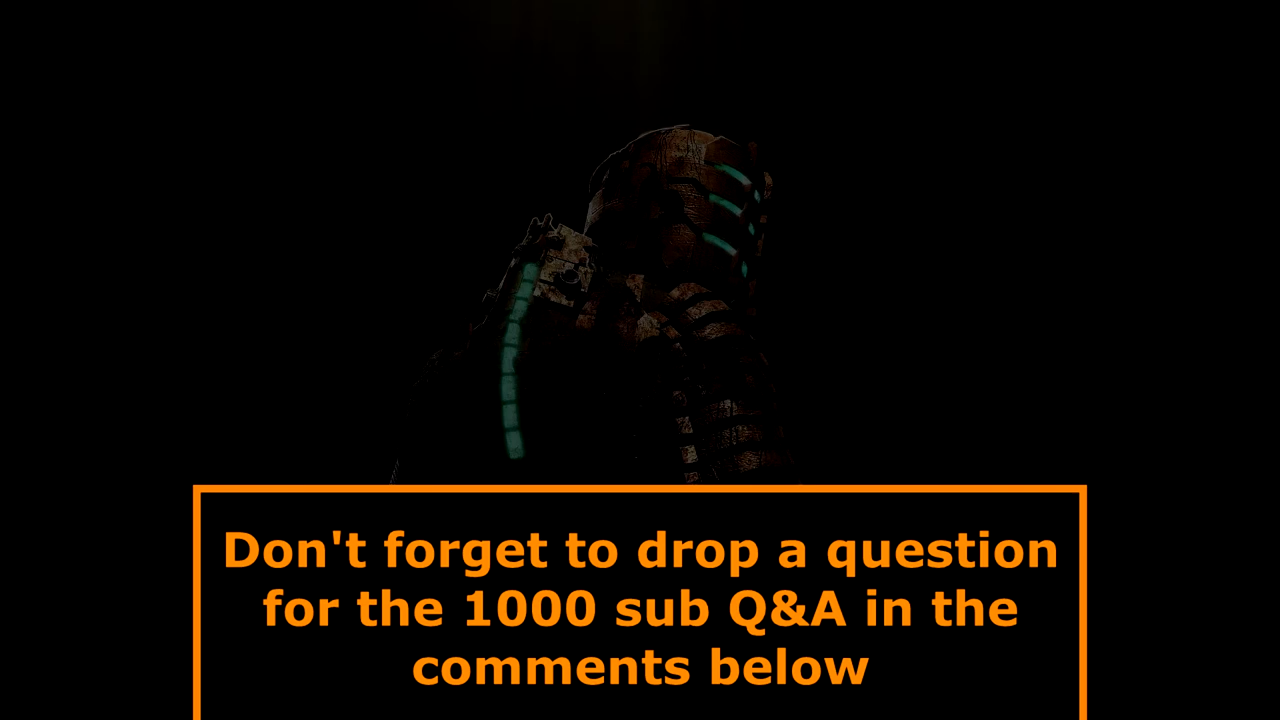 Don't forget to drop a question
for the 1000 sub Q&A in the
comments below